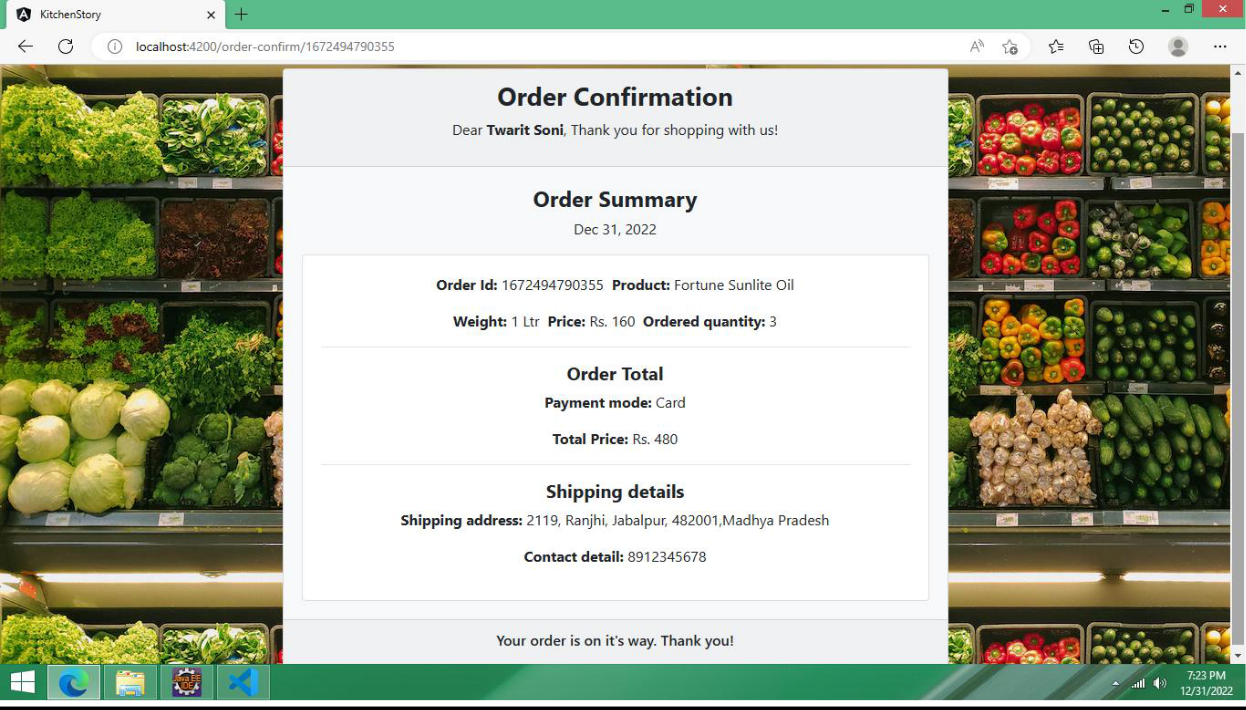 KitchenStory
localhost:4200/order-confirm/1672494790355
Order Confirmation
Dear Twarit Soni, Thank you for shopping with us!
Order Summary
Dec 31, 2022
Order Id: 1672494790355 Product: Fortune Sunlite Oil
Weight: 1 Ltr Price: Rs. 160 Ordered quantity: 3
Order Total
Payment mode: Card
Total Price: Rs. 480
Shipping details
Shipping address: 2119, Ranjhi, Jabalpur, 482001,Madhya Pradesh
Contact detail: 8912345678
Your order is on it's way. Thank you!
Java EE
IDE
7:23 PM
12/31/2022